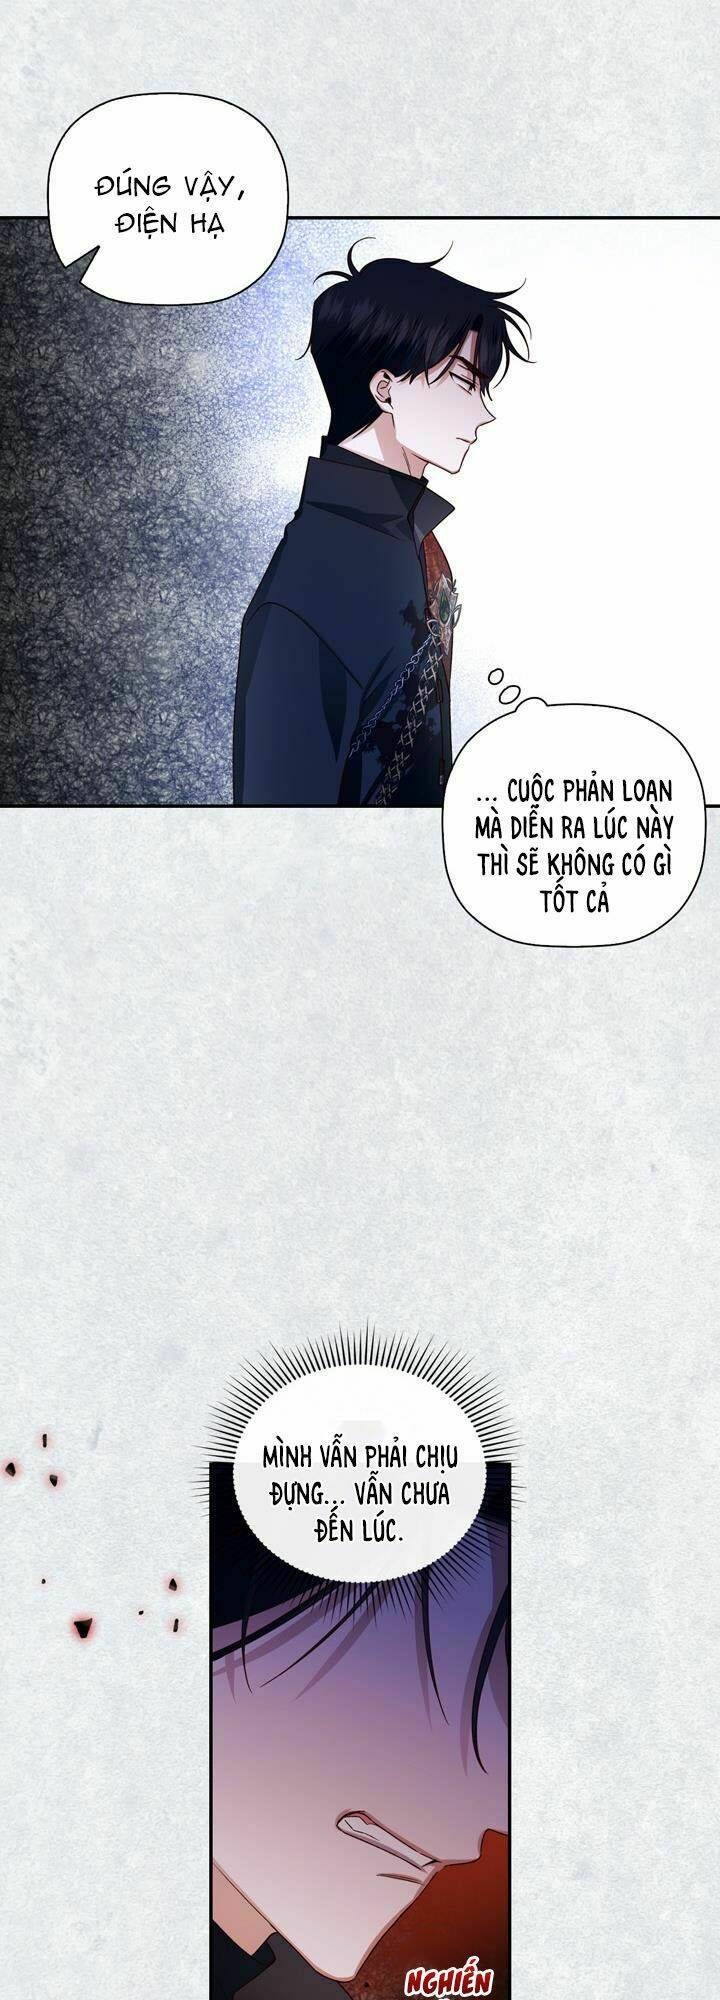 ĐÚNG VẬY,
ĐIỆN HẠ
... CUỘC PHẢN LOẠN
MÀ DIỄN RA LÚC NÀY
THÌ SẼ KHÔNG CÓ GÌ
TỐT CẢ
MÌNH VẪN PHẢI CHỊU
ĐỰNG... VẪN CHƯA
ĐẾN LÚC.
NGHIẾN